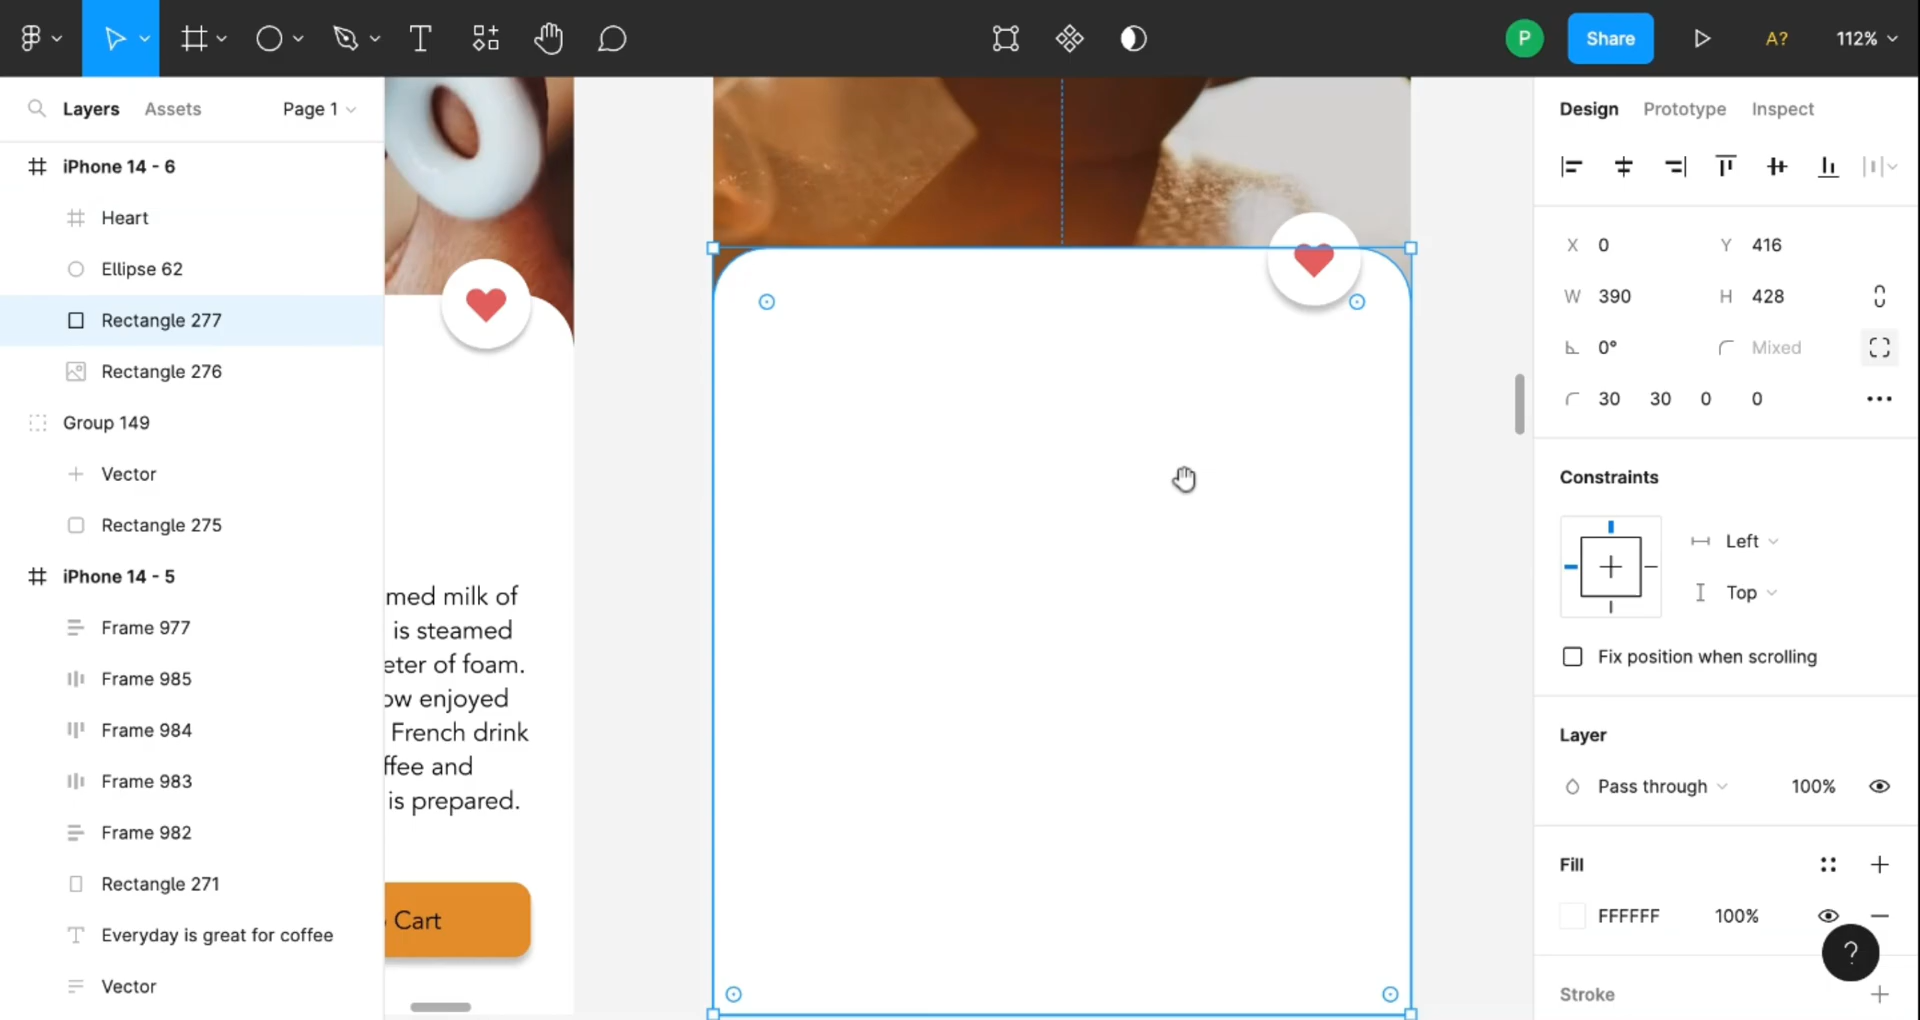 P
Share
A?
112%
Layers
Assets
Page 1
iPhone 14 - 6
Heart
Ellipse 62
Rectangle 277
Rectangle 276
Group 149
Vector
Rectangle 275
iPhone 14 - 5
Frame 977
Frame 985
Frame 984
Frame 983
Frame 982
Rectangle 271
Everyday is great for coffee
Vector
med milk of
is steamed
eter of foam.
ow enjoyed
French drink
ffee and
is prepared.
Cart
Design
Prototype
Inspect
X 0
Y 416
W 390
H 428
0°
Mixed
30 30 0 0
Constraints
Left
Top
Fix position when scrolling
Layer
Pass through
100%
Fill
FFFFFF
100%
?
Stroke